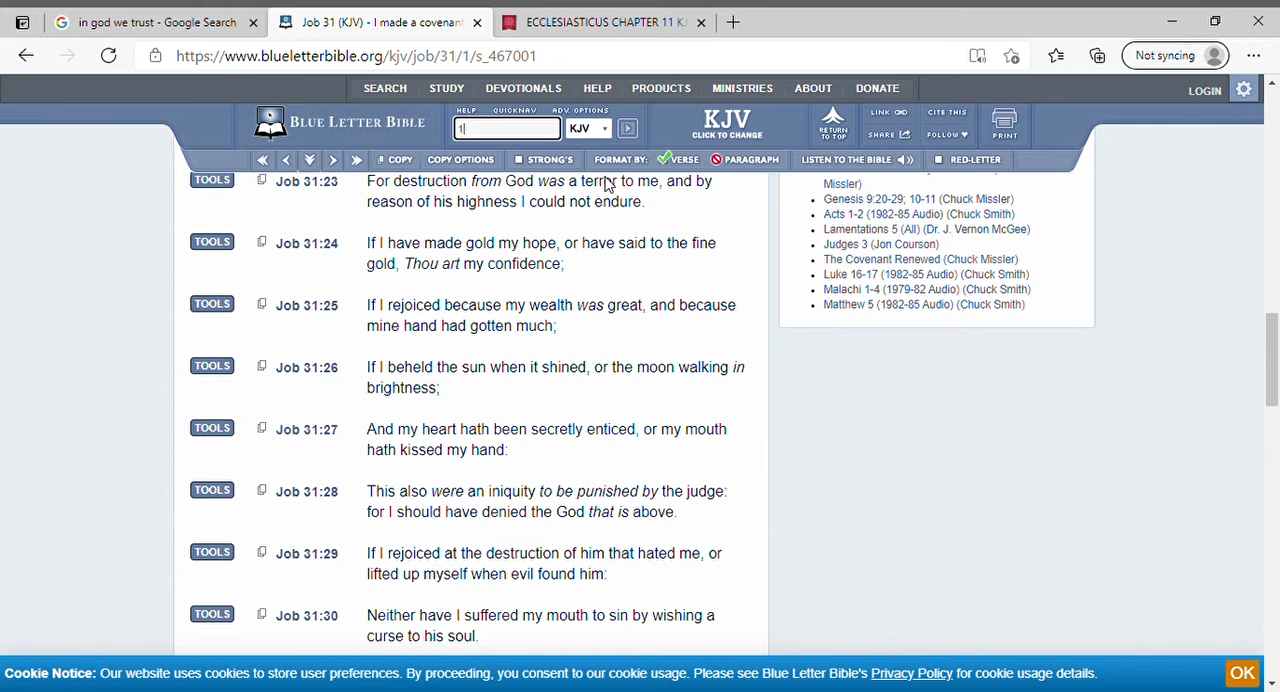 in god we trust - Google Search
Job 31 (KJV) - I made a covenant
ECCLESIASTICUS CHAPTER 11 KJ
https://www.blueletterbible.org/kjv/job/31/1/s_467001
Not syncing
SEARCH STUDY DEVOTIONALS HELP PRODUCTS MINISTRIES ABOUT DONATE
LOGIN
BLUE LETTER BIBLE
HELP QUICKNAV ADV. OPTIONS
1
KJV
KJV
CLICK TO CHANGE
RETURN
TO TOP
LINK
CITE THIS
SHARE
FOLLOW
PRINT
COPY COPY OPTIONS STRONG'S FORMAT BY: VERSE PARAGRAPH LISTEN TO THE BIBLE RED-LETTER
TOOLS Job 31:23 For destruction from God was a terror to me, and by
reason of his highness I could not endure.
TOOLS Job 31:24 If I have made gold my hope, or have said to the fine
gold, Thou art my confidence;
TOOLS Job 31:25 If I rejoiced because my wealth was great, and because
mine hand had gotten much;
TOOLS Job 31:26 If I beheld the sun when it shined, or the moon walking in
brightness;
TOOLS Job 31:27 And my heart hath been secretly enticed, or my mouth
hath kissed my hand:
TOOLS Job 31:28 This also were an iniquity to be punished by the judge:
for I should have denied the God that is above.
TOOLS Job 31:29 If I rejoiced at the destruction of him that hated me, or
lifted up myself when evil found him:
TOOLS Job 31:30 Neither have I suffered my mouth to sin by wishing a
curse to his soul.
Missler)
Genesis 9:20-29; 10-11 (Chuck Missler)
Acts 1-2 (1982-85 Audio) (Chuck Smith)
Lamentations 5 (All) (Dr. J. Vernon McGee)
Judges 3 (Jon Courson)
The Covenant Renewed (Chuck Missler)
Luke 16-17 (1982-85 Audio) (Chuck Smith)
Malachi 1-4 (1979-82 Audio) (Chuck Smith)
Matthew 5 (1982-85 Audio) (Chuck Smith)
Cookie Notice: Our website uses cookies to store user preferences. By proceeding, you consent to our cookie usage. Please see Blue Letter Bible's Privacy Policy for cookie usage details.
OK